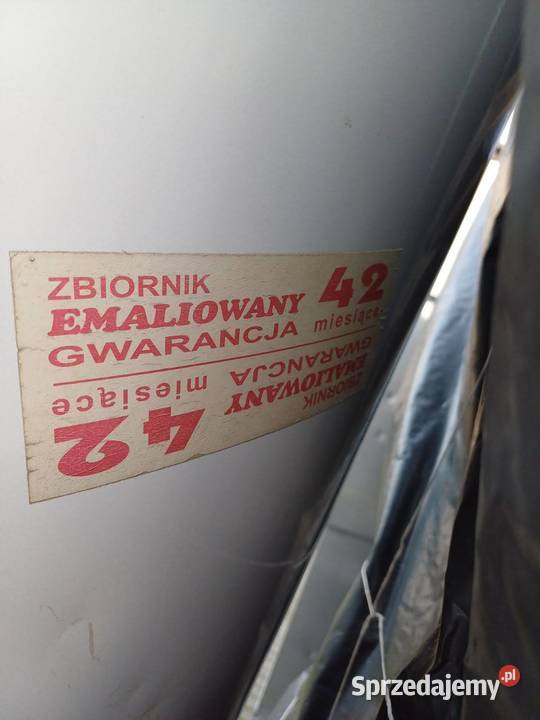 ZBIORNIK
EMALIOWANY 42
GWARANCJA miesiące
ZBIORNIK
EMALIOWANY 42
GWARANCJA miesiące
Sprzedajemy.pl